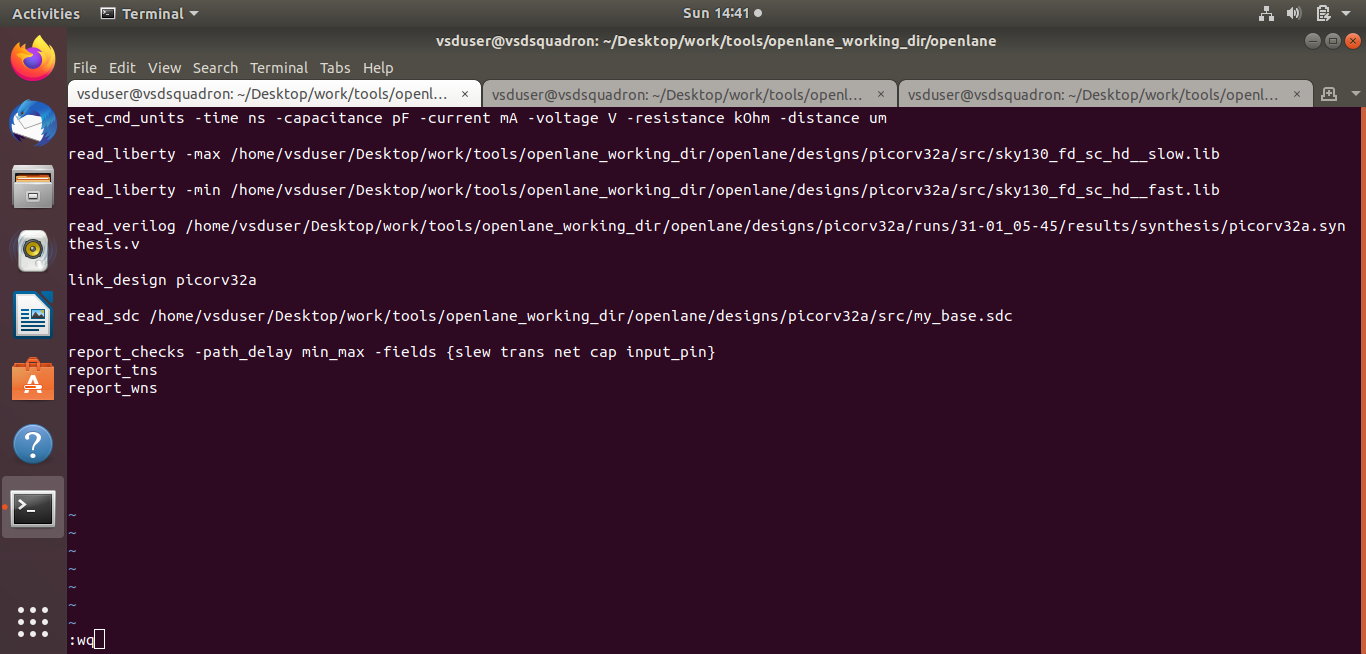 Activities Terminal Sun 14:41
vsduser@vsdsquadron: ~/Desktop/work/tools/openlane_working_dir/openlane
File Edit View Search Terminal Tabs Help
vsduser@vsdsquadron: ~/Desktop/work/tools/openl... × vsduser@vsdsquadron: ~/Desktop/work/tools/openl... × vsduser@vsdsquadron: ~/Desktop/work/tools/openl... ×
set_cmd_units -time ns -capacitance pF -current mA -voltage V -resistance kOhm -distance um
read_liberty -max /home/vsduser/Desktop/work/tools/openlane_working_dir/openlane/designs/picorv32a/src/sky130_fd_sc_hd__slow.lib
read_liberty -min /home/vsduser/Desktop/work/tools/openlane_working_dir/openlane/designs/picorv32a/src/sky130_fd_sc_hd__fast.lib
read_verilog /home/vsduser/Desktop/work/tools/openlane_working_dir/openlane/designs/picorv32a/runs/31-01_05-45/results/synthesis/picorv32a.syn
thesis.v
link_design picorv32a
read_sdc /home/vsduser/Desktop/work/tools/openlane_working_dir/openlane/designs/picorv32a/src/my_base.sdc
report_checks -path_delay min_max -fields {slew trans net cap input_pin}
report_tns
report_wns
~
~
~
~
~
~
~
:wq